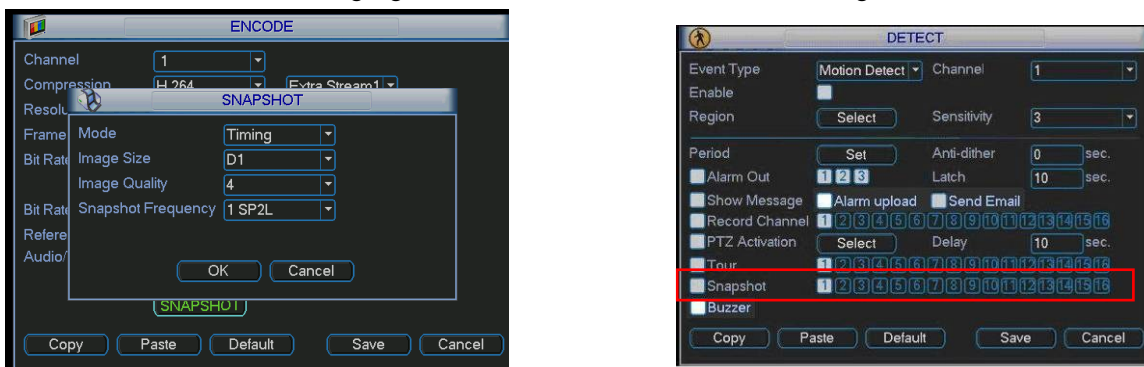 ENCODE
Channel 1
Compression H.264 Extra Stream1
SNAPSHOT
Mode Timing
Frame
Image Size D1
Bit Rate
Image Quality 4
Snapshot Frequency 1 SP2L
Bit Rate
Audio/
OK Cancel
SNAPSHOT
Copy Paste Default Save Cancel
DETECT
Event Type Motion Detect Channel 1
Enable
Region Select Sensitivity 3
Period Set Anti-dither 0 sec.
Alarm Out 1 2 3 Latch 10 sec.
Show Message Alarm upload Send Email
Record Channel 1 2 3 4 5 6 7 8 9 10 11 12 13 14 15 16
PTZ Activation Select Delay 10 sec.
Tour 1 2 3 4 5 6 7 8 9 10 11 12 13 14 15 16
Snapshot 1 2 3 4 5 6 7 8 9 10 11 12 13 14 15 16
Buzzer
Copy Paste Default Save Cancel